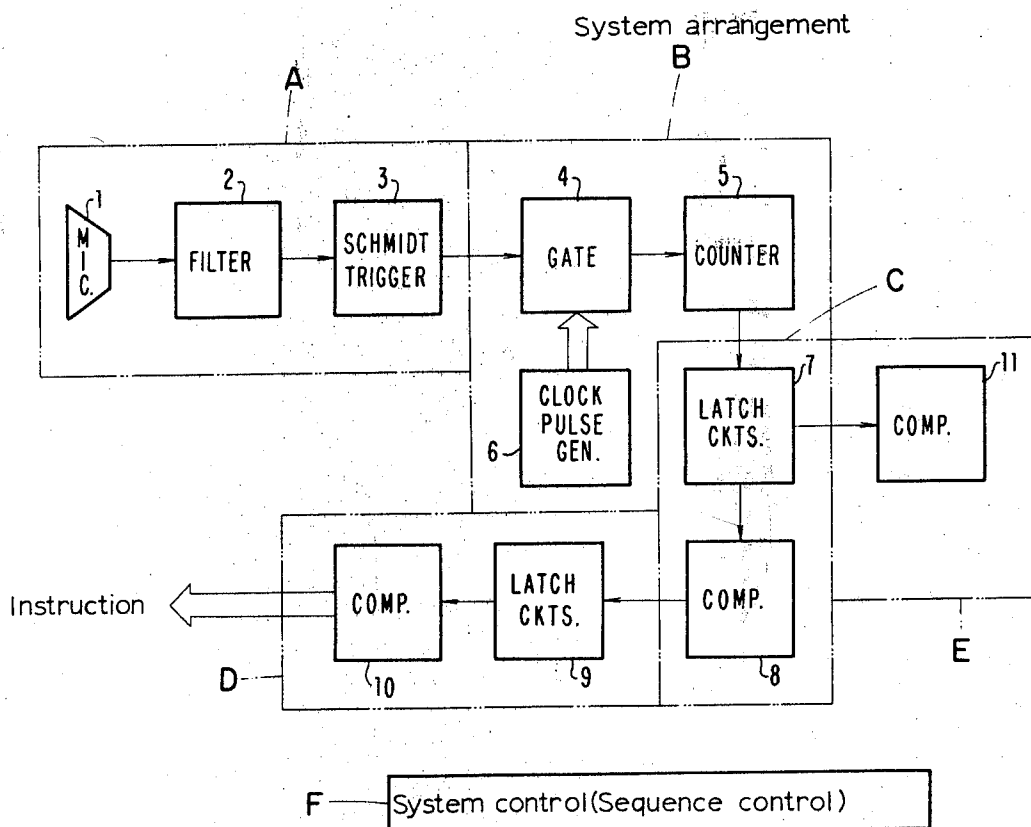 System arrangement
B
A
1
MIC.
2
FILTER
3
SCHMIDT
TRIGGER
4
GATE
5
COUNTER
C
6
CLOCK
PULSE
GEN.
7
LATCH
CKTS.
11
COMP.
Instruction
D
COMP.
10
LATCH
CKTS.
9
COMP.
8
E
F
System control(Sequence control)